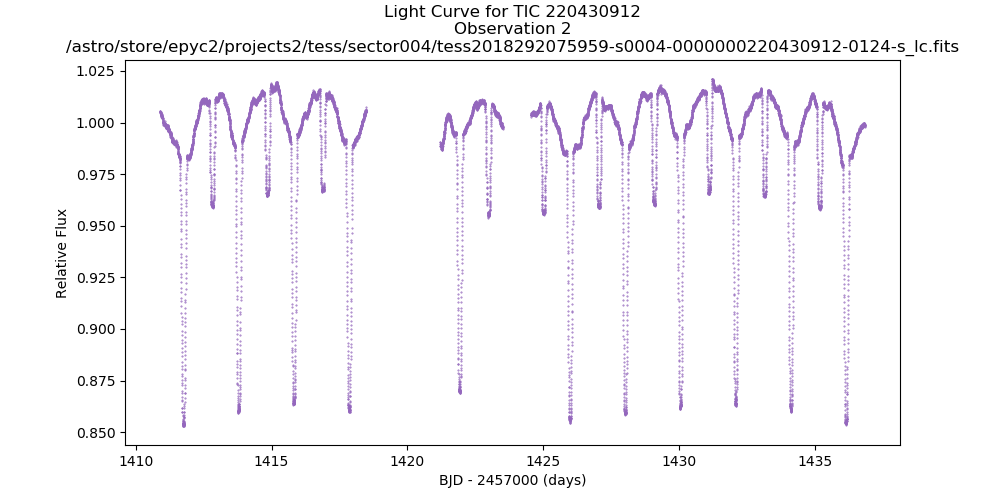 Light Curve for TIC 220430912
Observation 2
/astro/store/epyc2/projects2/tess/sector004/tess2018292075959-s0004-0000000220430912-0124-s_lc.fits
Relative Flux
1.025
1.000
0.975
0.950
0.925
0.900
0.875
0.850
1410
1415
1420
1425
1430
1435
BJD - 2457000 (days)